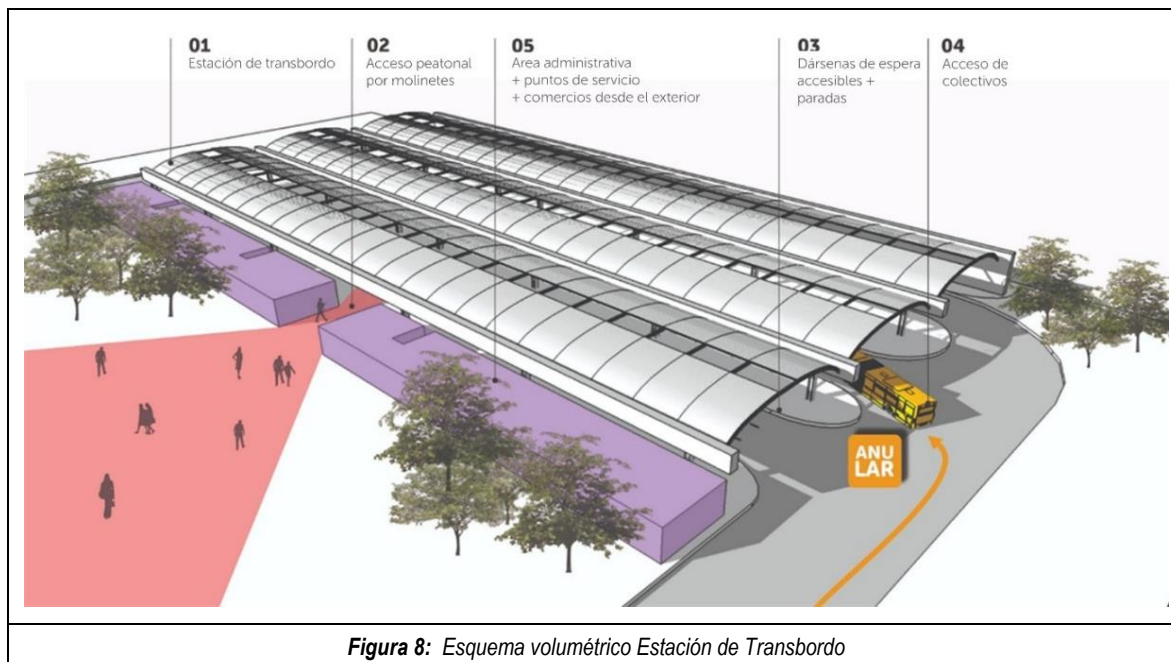 01
Estación de transbordo
02
Acceso peatonal
por molinetes
05
Area administrativa
+ puntos de servicio
+ comercios desde el exterior
03
Dársenas de espera
accesibles +
paradas
04
Acceso de
colectivos
ANU
LAR
Figura 8: Esquema volumétrico Estación de Transbordo